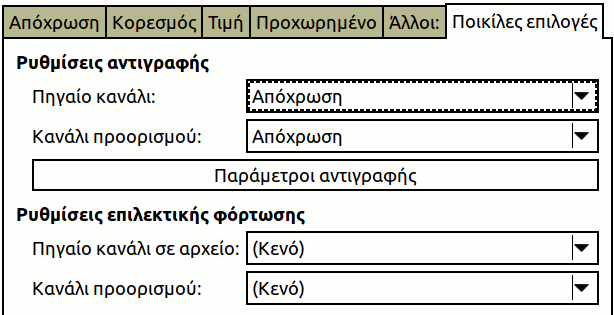 Απόχρωση Κορεσμός Τιμή Προχωρημένο Άλλοι: Ποικίλες επιλογές
Ρυθμίσεις αντιγραφής
Πηγαίο κανάλι: Απόχρωση
Κανάλι προορισμού: Απόχρωση
Παράμετροι αντιγραφής
Ρυθμίσεις επιλεκτικής φόρτωσης
Πηγαίο κανάλι σε αρχείο: (Κενό)
Κανάλι προορισμού: (Κενό)